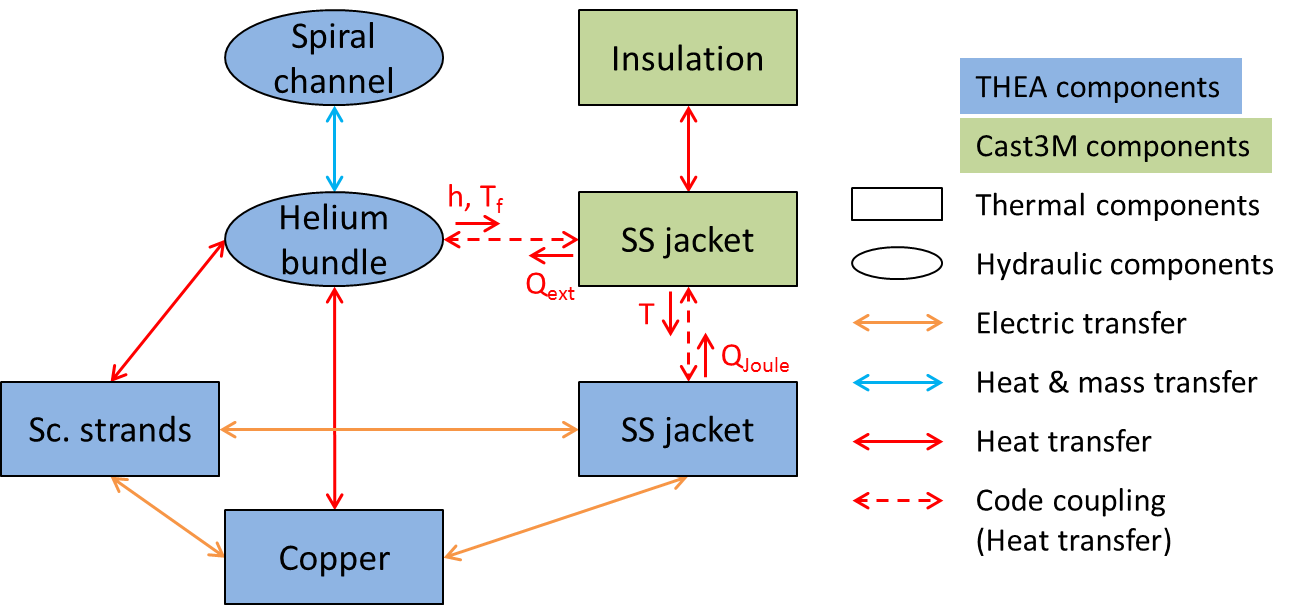 Spiral
channel
Insulation
THEA components
Cast3M components
Helium
bundle
h, Tf
Qext
SS jacket
T
QJoule
Thermal components
Hydraulic components
Electric transfer
Sc. strands
SS jacket
Heat & mass transfer
Heat transfer
Copper
Code coupling
(Heat transfer)